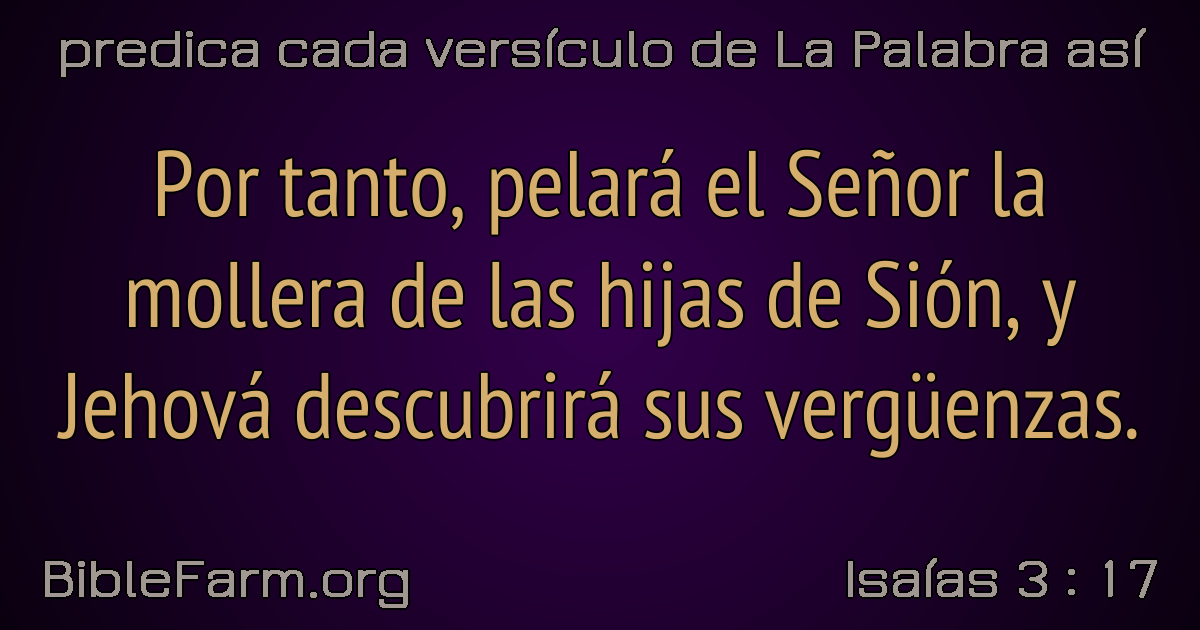 predica cada versículo de La Palabra así
Por tanto, pelará el Señor la
mollera de las hijas de Sión, y
Jehová descubrirá sus vergüenzas.
BibleFarm.org
Isaías 3 : 17